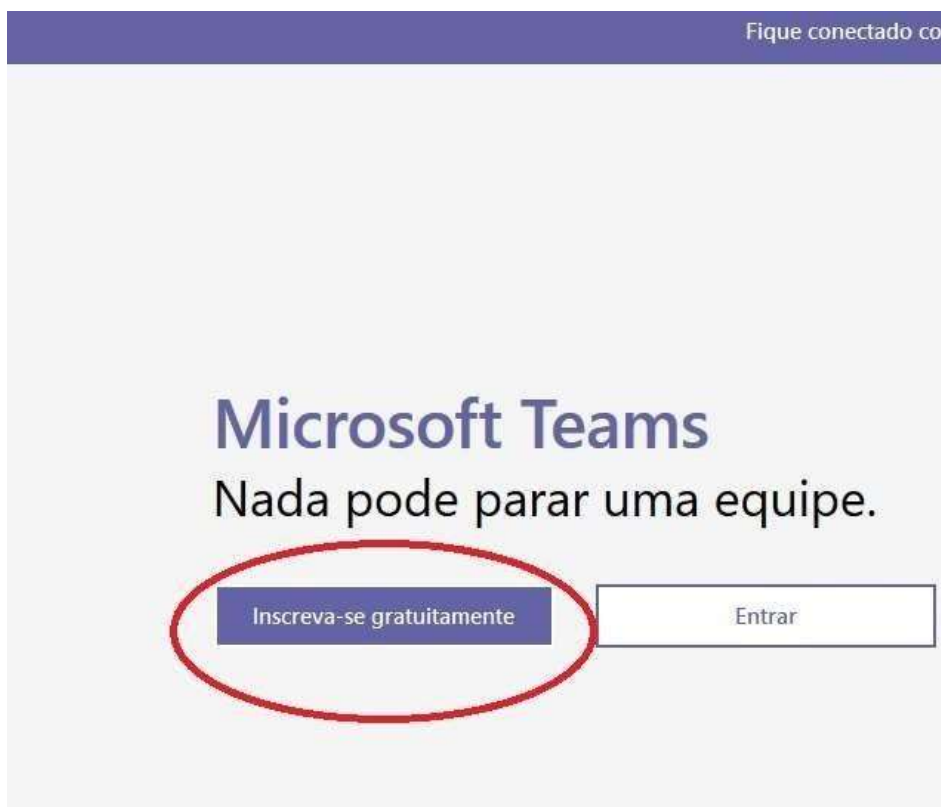 Fique conectado co
Microsoft Teams
Nada pode parar uma equipe.
Inscreva-se gratuitamente
Entrar